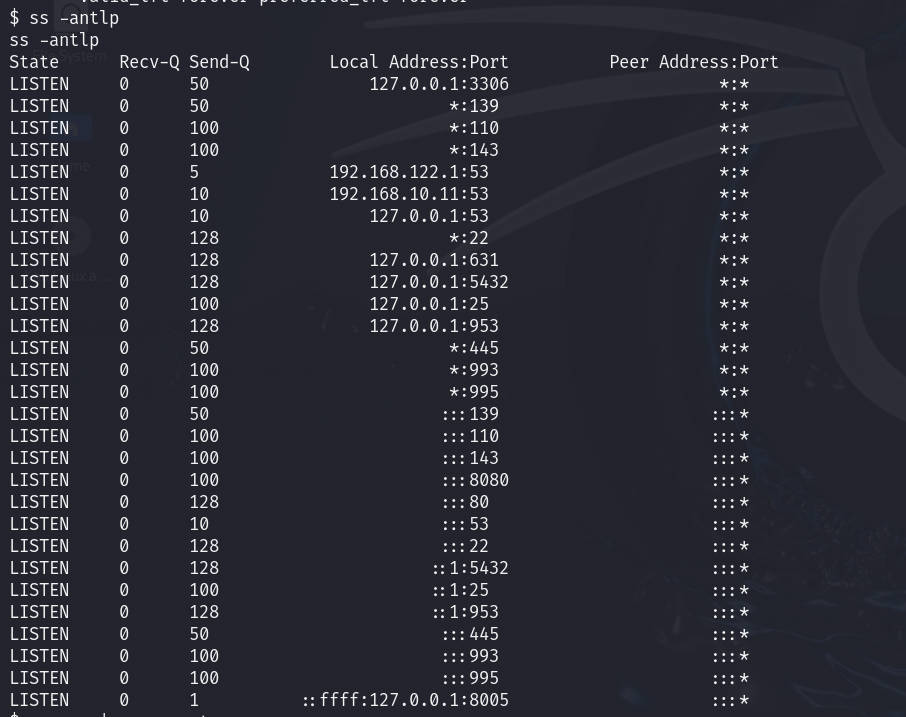 $ ss -antlp
ss -antlp
State Recv-Q Send-Q Local Address:Port Peer Address:Port
LISTEN 0 50 127.0.0.1:3306 *:*
LISTEN 0 50 *:139 *:*
LISTEN 0 100 *:110 *:*
LISTEN 0 100 *:143 *:*
LISTEN 0 5 192.168.122.1:53 *:*
LISTEN 0 10 192.168.10.11:53 *:*
LISTEN 0 10 127.0.0.1:53 *:*
LISTEN 0 128 *:22 *:*
LISTEN 0 128 127.0.0.1:631 *:*
LISTEN 0 128 127.0.0.1:5432 *:*
LISTEN 0 100 127.0.0.1:25 *:*
LISTEN 0 128 127.0.0.1:953 *:*
LISTEN 0 50 *:445 *:*
LISTEN 0 100 *:993 *:*
LISTEN 0 100 *:995 *:*
LISTEN 0 50 :::139 :::*
LISTEN 0 100 :::110 :::*
LISTEN 0 100 :::143 :::*
LISTEN 0 100 :::8080 :::*
LISTEN 0 128 :::80 :::*
LISTEN 0 10 :::53 :::*
LISTEN 0 128 :::22 :::*
LISTEN 0 128 ::1:5432 :::*
LISTEN 0 100 ::1:25 :::*
LISTEN 0 128 ::1:953 :::*
LISTEN 0 50 :::445 :::*
LISTEN 0 100 :::993 :::*
LISTEN 0 100 :::995 :::*
LISTEN 0 1 ::ffff:127.0.0.1:8005 :::*